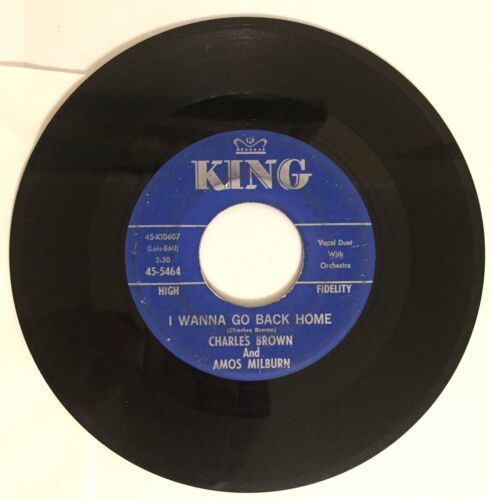 KING
45-K10607
(Lois-BMI)
2:30
45-5464
Vocal Duet
With
Orchestra
HIGH FIDELITY
I WANNA GO BACK HOME
(Charles Brown)
CHARLES BROWN
And
AMOS MILBURN